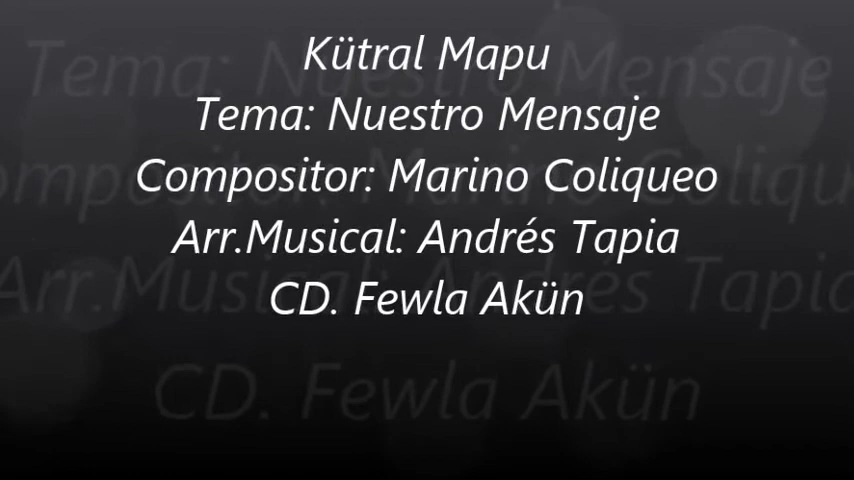 Kütral Mapu
Tema: Nuestro Mensaje
Compositor: Marino Coliqueo
Arr.Musical: Andrés Tapia
CD. Fewla Akün